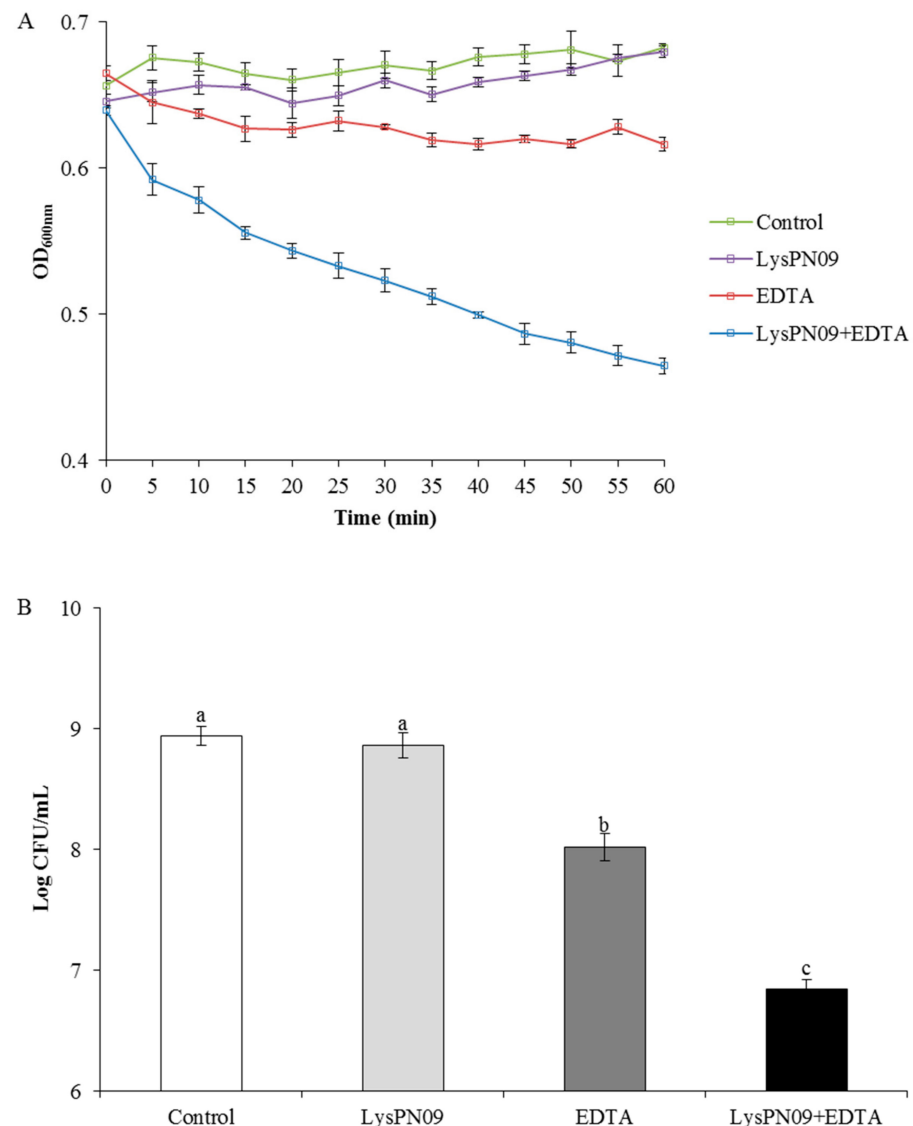 A
0.7
0.6
0.5
0.4
OD600nm
0 5 10 15 20 25 30 35 40 45 50 55 60
Time (min)
Control
LysPN09
EDTA
LysPN09+EDTA
B
10
9
8
7
6
Log CFU/mL
a
a
b
c
Control LysPN09 EDTA LysPN09+EDTA